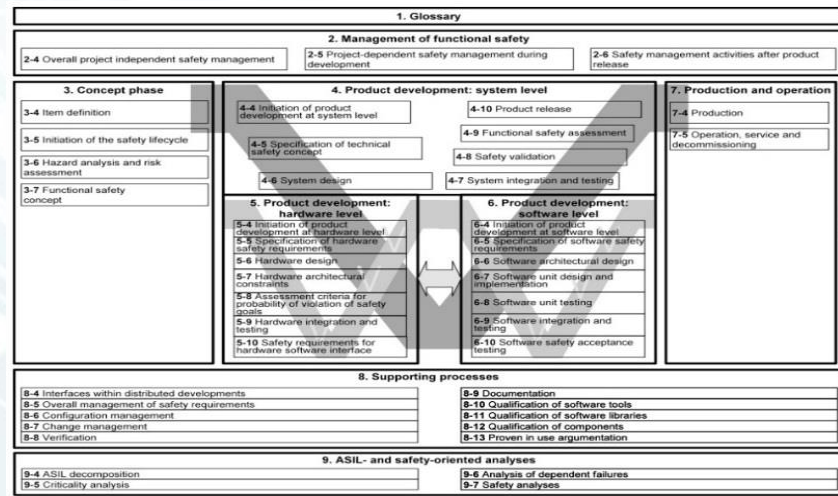 1. Glossary
2. Management of functional safety
2-4 Overall project independent safety management
2-5 Project-dependent safety management during
development
2-6 Safety management activities after product
release
3. Concept phase
3-4 Item definition
3-5 Initiation of the safety lifecycle
3-6 Hazard analysis and risk
assessment
3-7 Functional safety
concept
4. Product development: system level
4-4 Initiation of product
development at system level
4-5 Specification of technical
safety concept
4-6 System design
4-10 Product release
4-9 Functional safety assessment
4-8 Safety validation
4-7 System integration and testing
7. Production and operation
7-4 Production
7-5 Operation, service and
decommissioning
5. Product development:
hardware level
5-4 Initiation of product
development at hardware level
5-5 Specification of hardware
safety requirements
5-6 Hardware design
5-7 Hardware architectural
constraints
5-8 Assessment criteria for
probability of violation of safety
goals
5-9 Hardware integration and
testing
5-10 Safety requirements for
hardware software interface
6. Product development:
software level
6-4 Initiation of product
development at software level
6-5 Specification of software safety
requirements
6-6 Software architectural design
6-7 Software unit design and
implementation
6-8 Software unit testing
6-9 Software integration and
testing
6-10 Software safety acceptance
testing
8. Supporting processes
8-4 Interfaces within distributed developments
8-5 Overall management of safety requirements
8-6 Configuration management
8-7 Change management
8-8 Verification
8-9 Documentation
8-10 Qualification of software tools
8-11 Qualification of software libraries
8-12 Qualification of components
8-13 Proven in use argumentation
9. ASIL- and safety-oriented analyses
9-4 ASIL decomposition
9-5 Criticality analysis
9-6 Analysis of dependent failures
9-7 Safety analyses